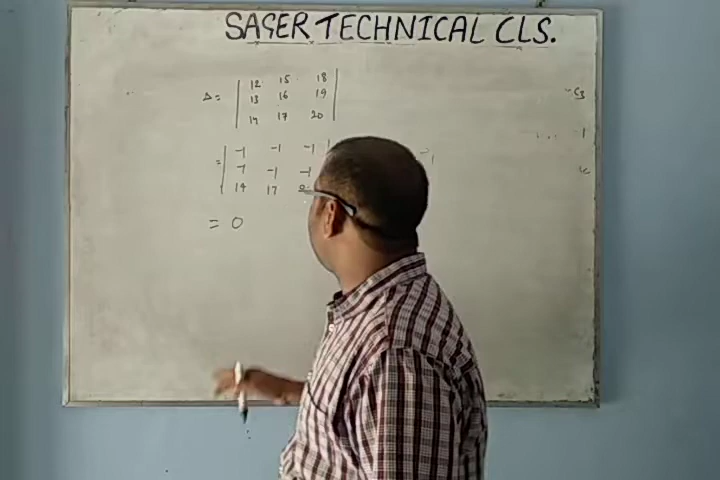 SAGER TECHNICAL CLS.
Δ= | 12 15 18 |
13 16 19
14 17 20
= | -1 -1 -1 |
-1 -1 -1
14 17
= 0